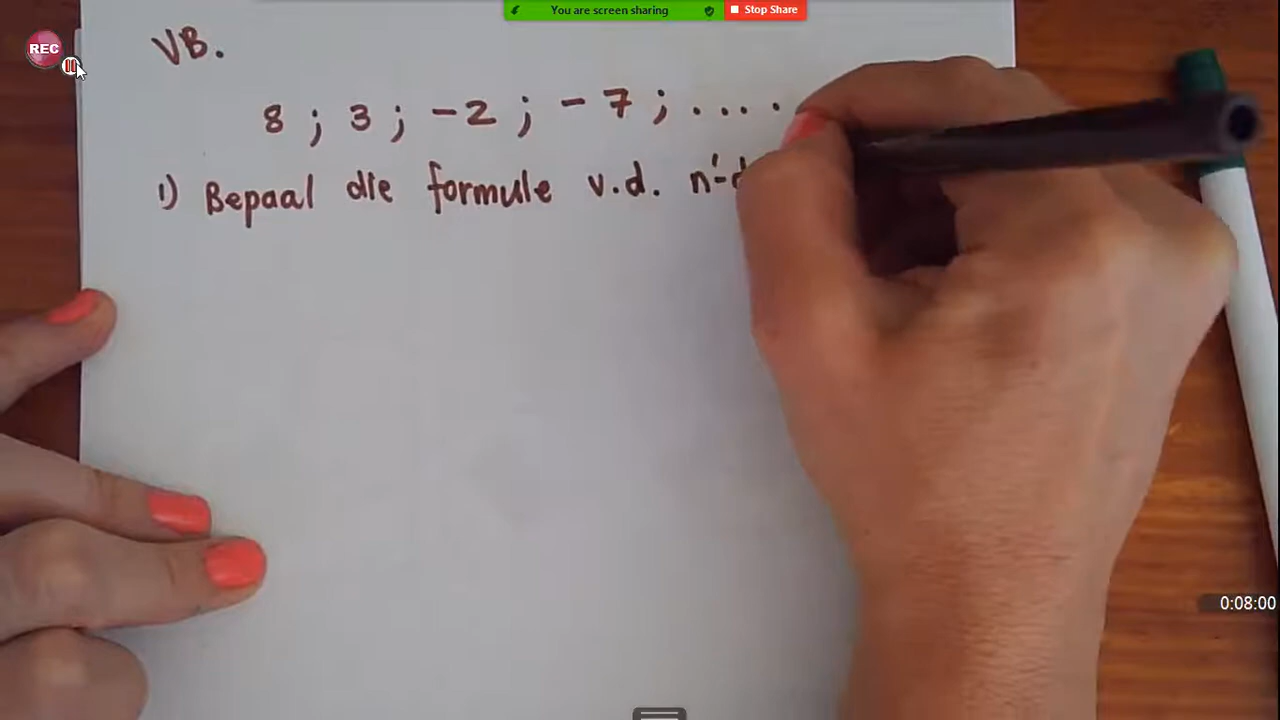 You are screen sharing Stop Share
REC
VB.
8 ; 3 ; -2 ; -7 ; ....
1) Bepaal die formule v.d. n'-d
0:08:00